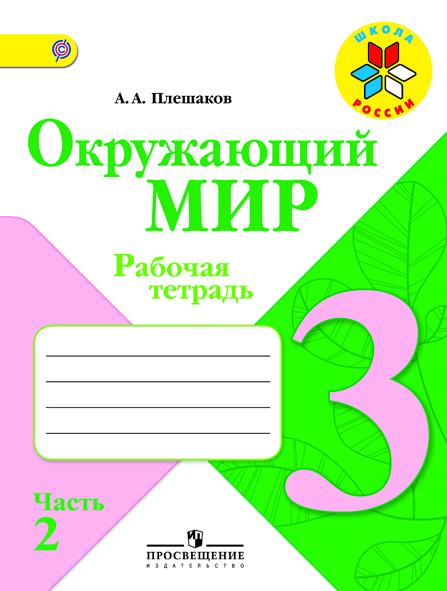 ШКОЛА
РОССИИ
А. А. Плешаков
Окружающий
МИР
Рабочая
тетрадь
3
Часть
2
ПРОСВЕЩЕНИЕ
ИЗДАТЕЛЬСТВО